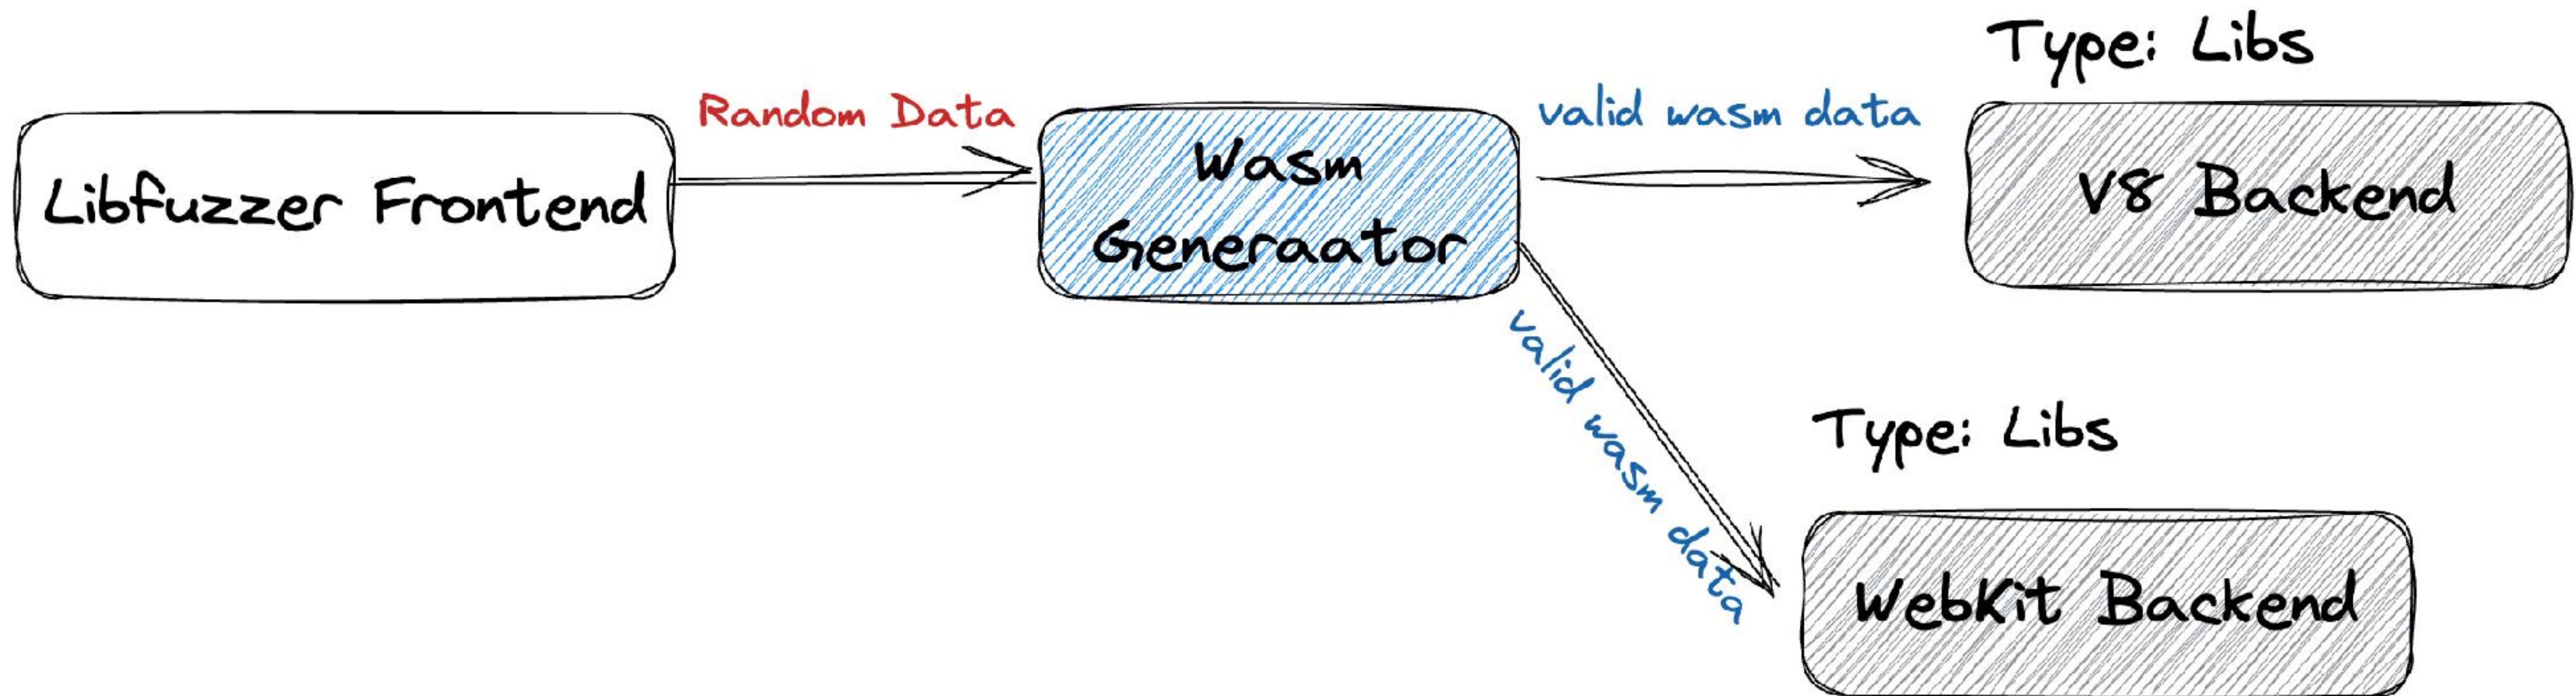 Type: Libs
Libfuzzer Frontend
Random Data
Wasm
Generaator
valid wasm data
V8 Backend
valid wasm data
Type: Libs
WebKit Backend